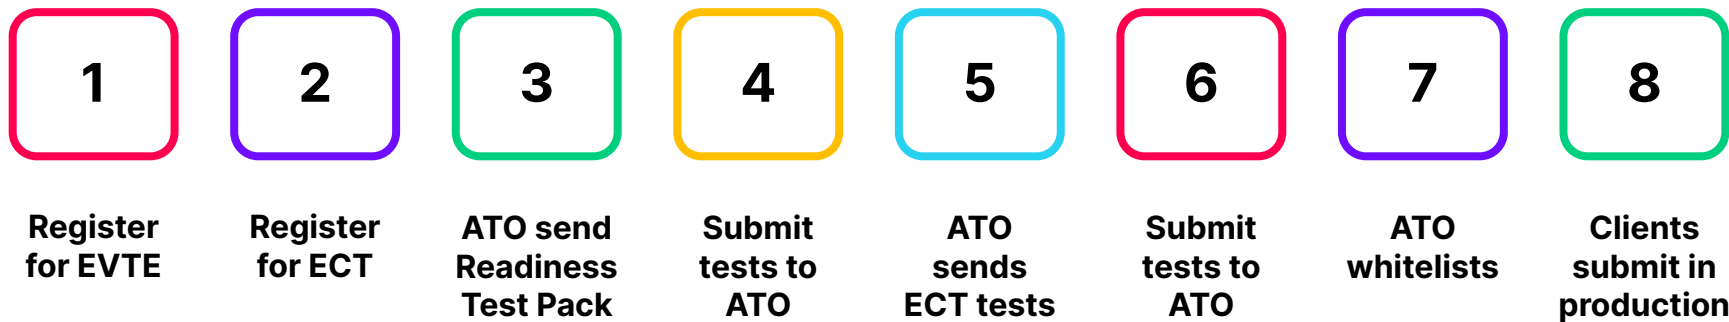 1
Register
for EVTE
2
Register
for ECT
3
ATO send
Readiness
Test Pack
4
Submit
tests to
ATO
5
ATO
sends
ECT tests
6
Submit
tests to
ATO
7
ATO
whitelists
8
Clients
submit in
production